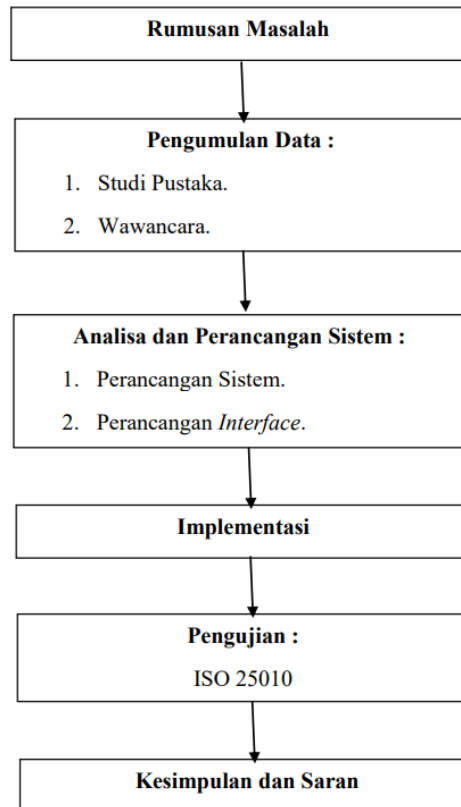 Rumusan Masalah
Pengumulan Data :
1. Studi Pustaka.
2. Wawancara.
Analisa dan Perancangan Sistem :
1. Perancangan Sistem.
2. Perancangan Interface.
Implementasi
Pengujian :
ISO 25010
Kesimpulan dan Saran